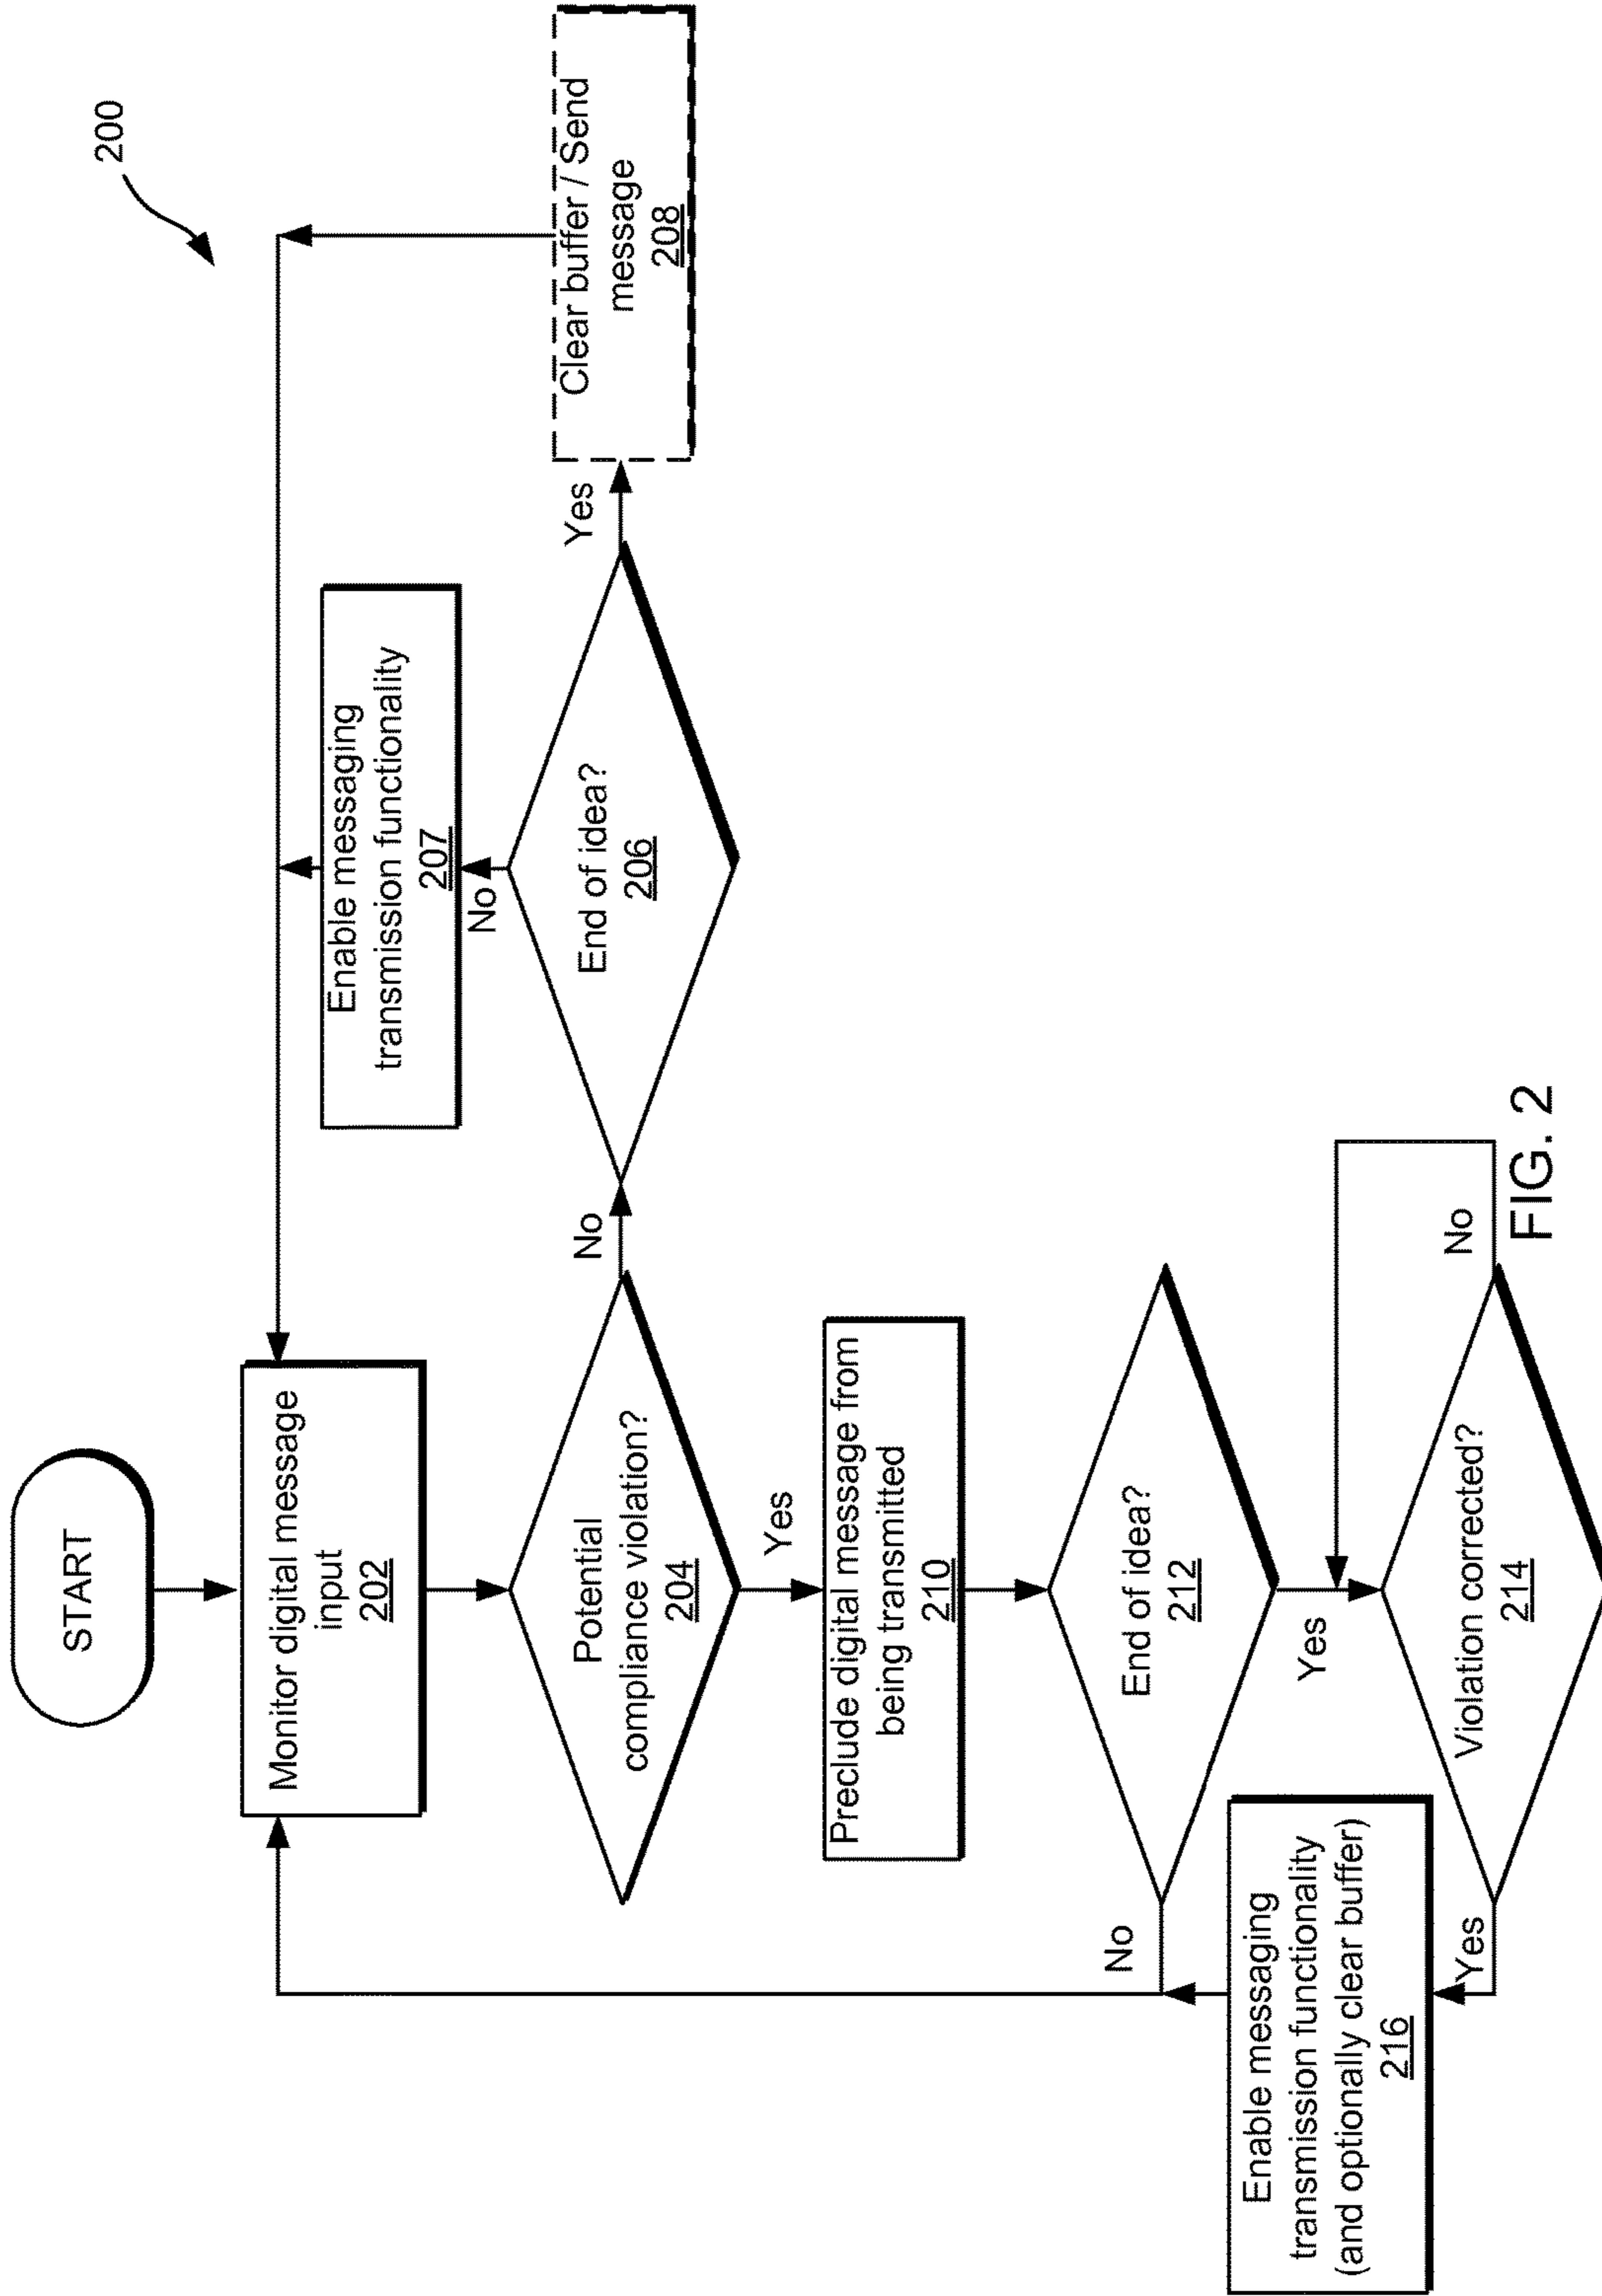 200
START
Monitor digital message
input
202
Potential
compliance violation?
204
No
Yes
End of idea?
206
No
Yes
Enable messaging
transmission functionality
207
Clear buffer / Send
message
208
Preclude digital message from
being transmitted
210
End of idea?
212
No
Yes
Violation corrected?
214
No
Yes
Enable messaging
transmission functionality
(and optionally clear buffer)
216
FIG. 2